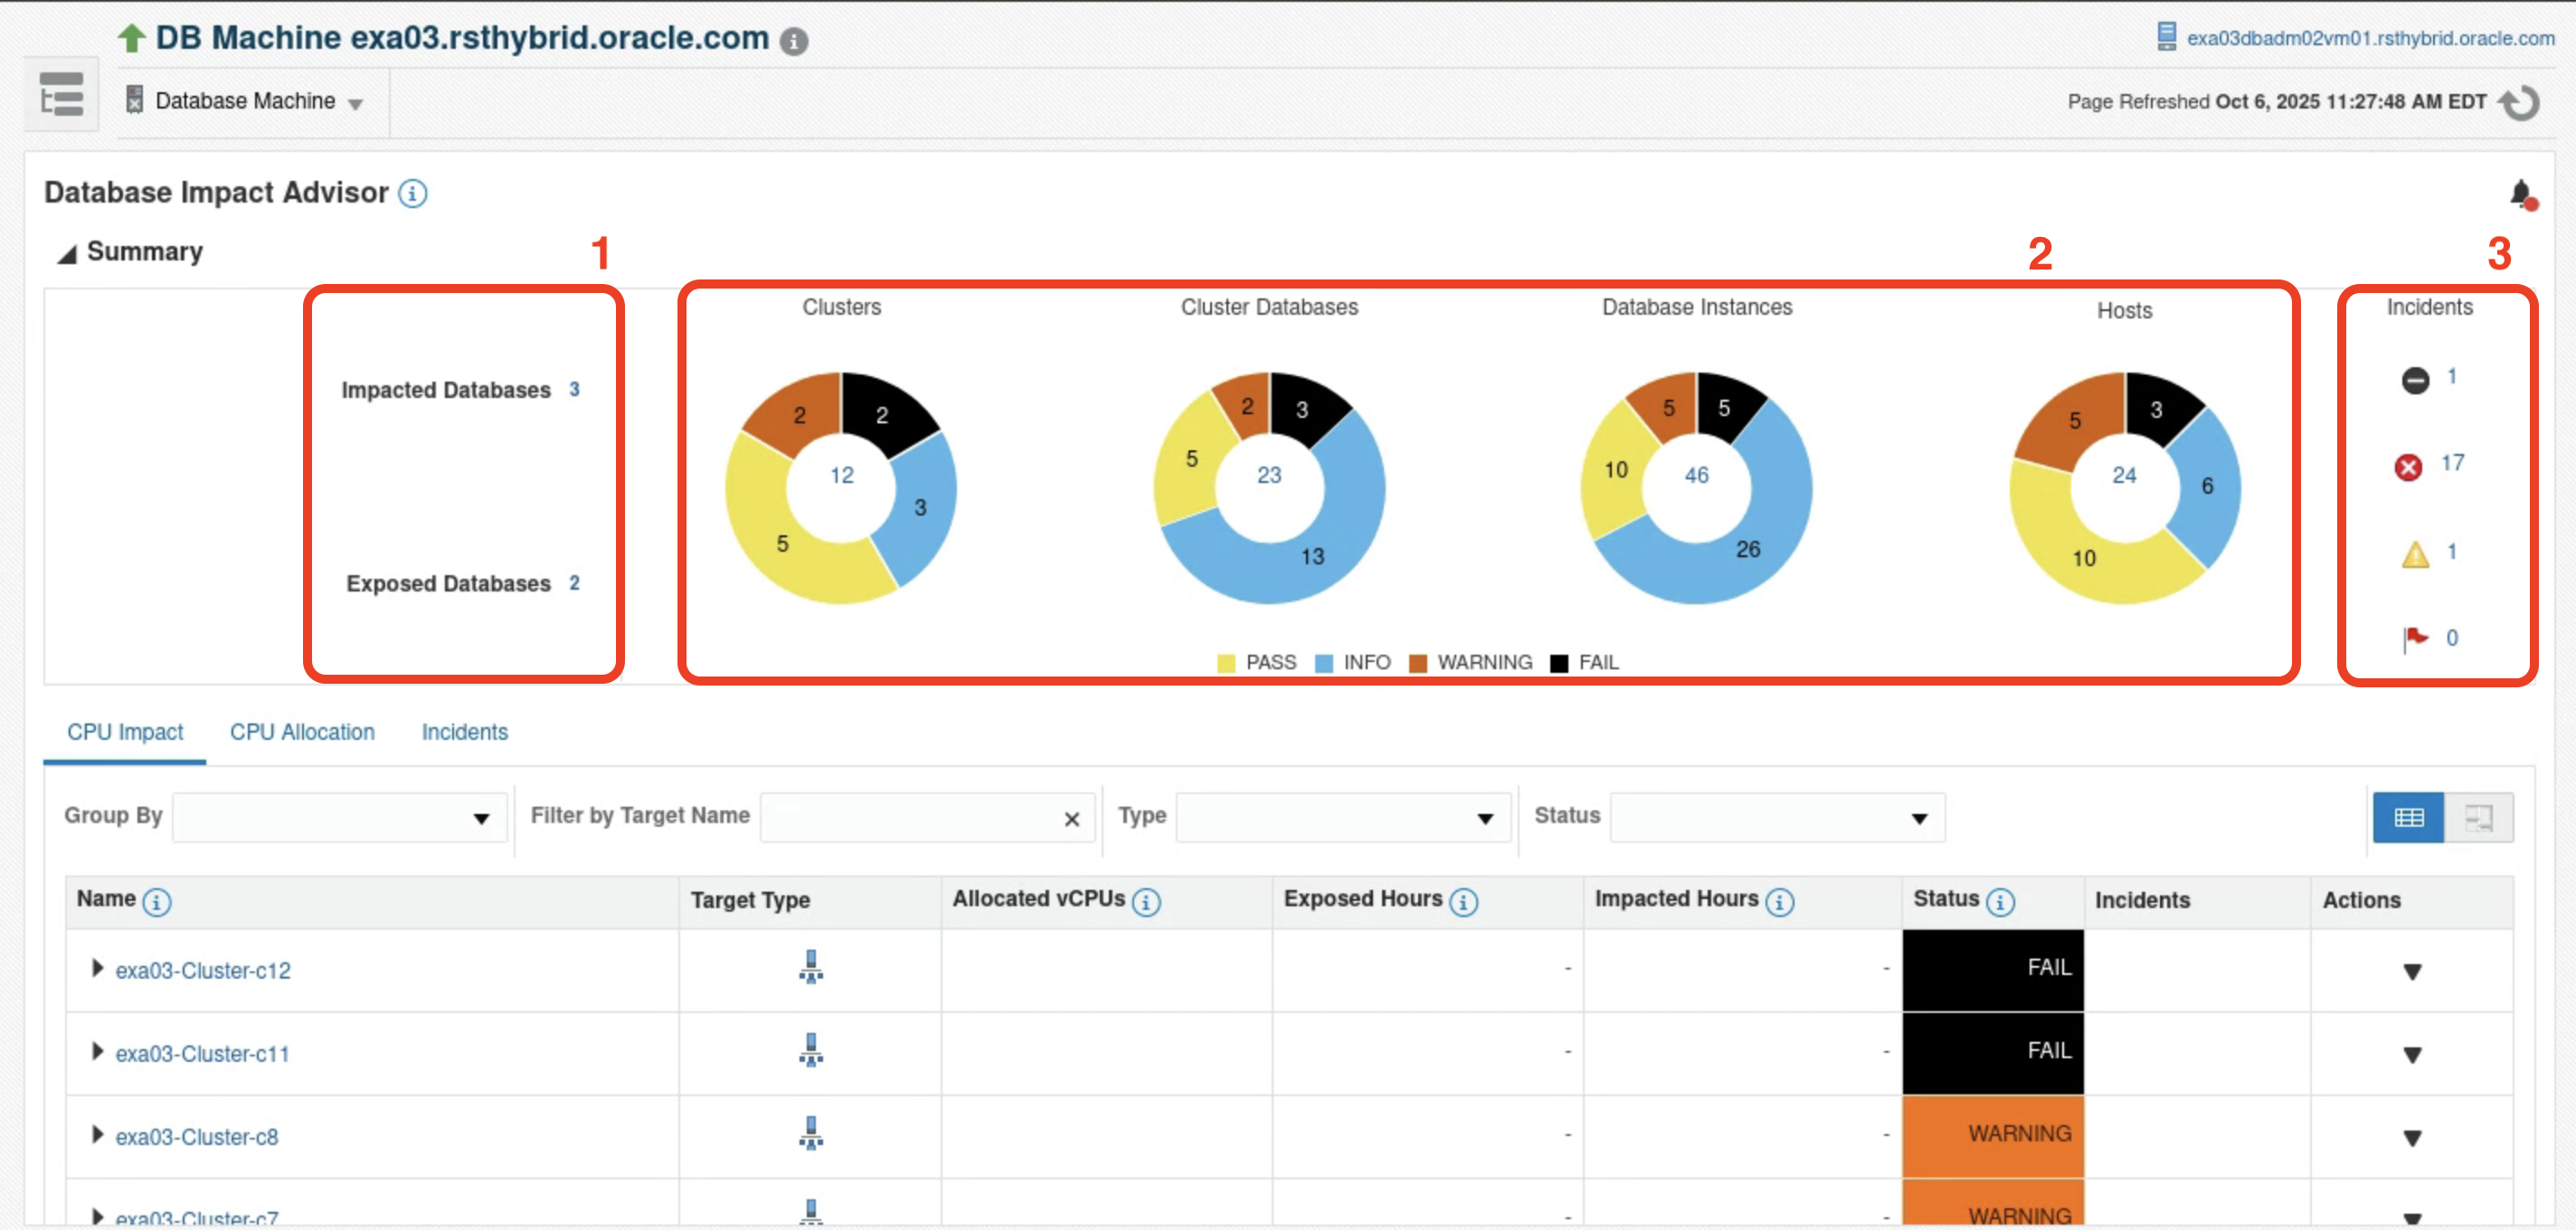 DB Machine exa03.rsthybrid.oracle.com
exa03dbadm02vm01.rsthybrid.oracle.com
Database Machine
Page Refreshed Oct 6, 2025 11:27:48 AM EDT
Database Impact Advisor
Summary
1
2
3
Impacted Databases 3
Exposed Databases 2
Clusters
2
2
12
3
5
Cluster Databases
2
3
5
23
13
Database Instances
5
5
10
46
26
Hosts
5
3
24
6
10
PASS INFO WARNING FAIL
Incidents
1
17
1
0
CPU Impact CPU Allocation Incidents
Group By Filter by Target Name Type Status
Name Target Type Allocated vCPUs Exposed Hours Impacted Hours Status Incidents Actions
exa03-Cluster-c12 - - FAIL
exa03-Cluster-c11 - - FAIL
exa03-Cluster-c8 - - WARNING
exa03-Cluster-c7 - - WARNING